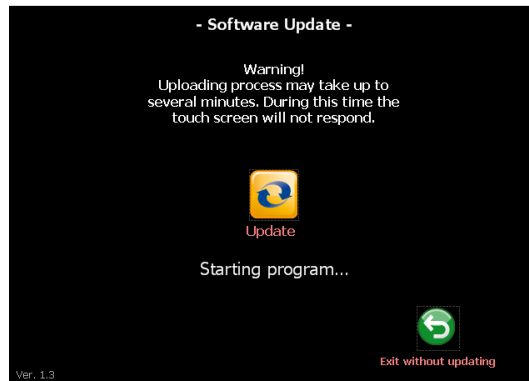 - Software Update -
Warning!
Uploading process may take up to
several minutes. During this time the
touch screen will not respond.
Update
Starting program...
Exit without updating
Ver. 1.3